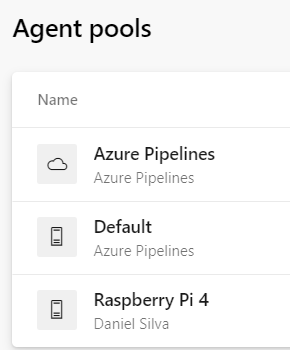 Agent pools
Name
Azure Pipelines
Azure Pipelines
Default
Azure Pipelines
Raspberry Pi 4
Daniel Silva